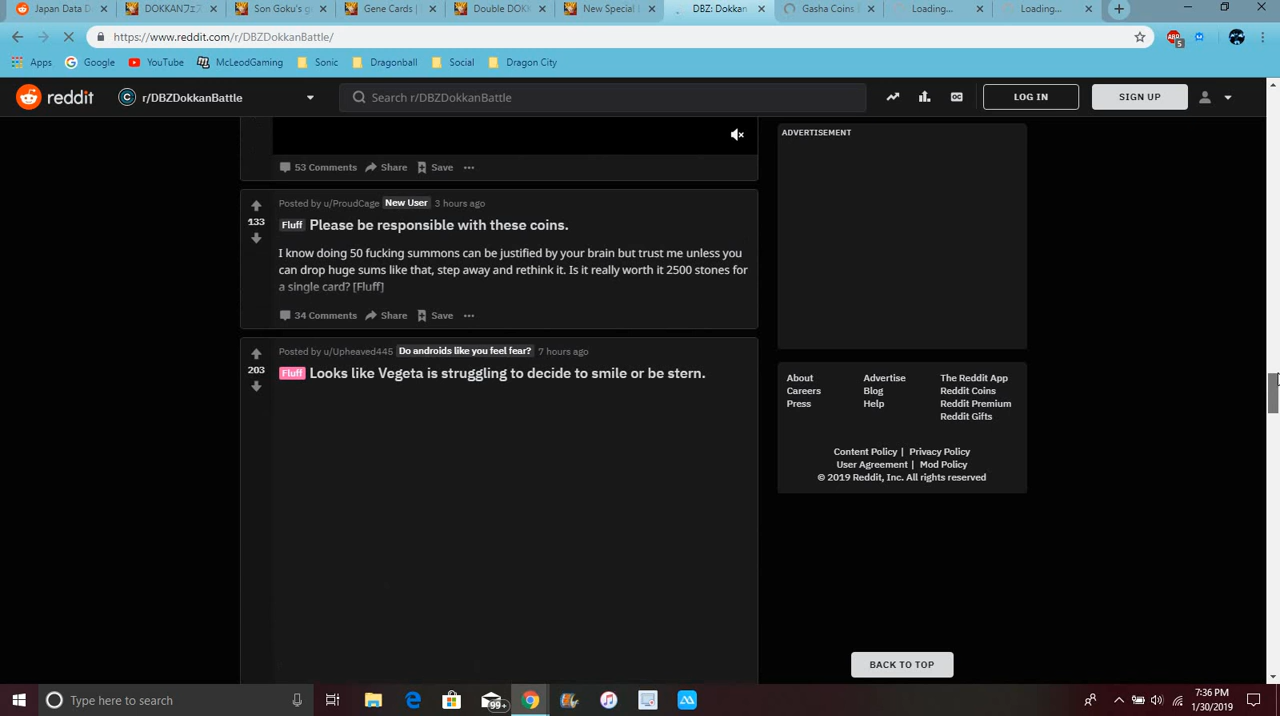 Japan Data D
DOKKANフェス
Son Goku's g
Gene Cards |
Double DOKK
New Special
DBZ: Dokkan
Gasha Coins
Loading...
Loading...
https://www.reddit.com/r/DBZDokkanBattle/
5
Apps
Google
YouTube
McLeodGaming
Sonic
Dragonball
Social
Dragon City
reddit
r/DBZDokkanBattle
Search r/DBZDokkanBattle
OC
LOG IN
SIGN UP
53 Comments
Share
Save
ADVERTISEMENT
Posted by u/ProudCage New User 3 hours ago
133
Fluff Please be responsible with these coins.
I know doing 50 fucking summons can be justified by your brain but trust me unless you
can drop huge sums like that, step away and rethink it. Is it really worth it 2500 stones for
a single card? [Fluff]
34 Comments
Share
Save
Posted by u/Upheaved445 Do androids like you feel fear? 7 hours ago
203
Fluff Looks like Vegeta is struggling to decide to smile or be stern.
About
Careers
Press
Advertise
Blog
Help
The Reddit App
Reddit Coins
Reddit Premium
Reddit Gifts
Content Policy | Privacy Policy
User Agreement | Mod Policy
© 2019 Reddit, Inc. All rights reserved
BACK TO TOP
Type here to search
99+
7:36 PM
1/30/2019